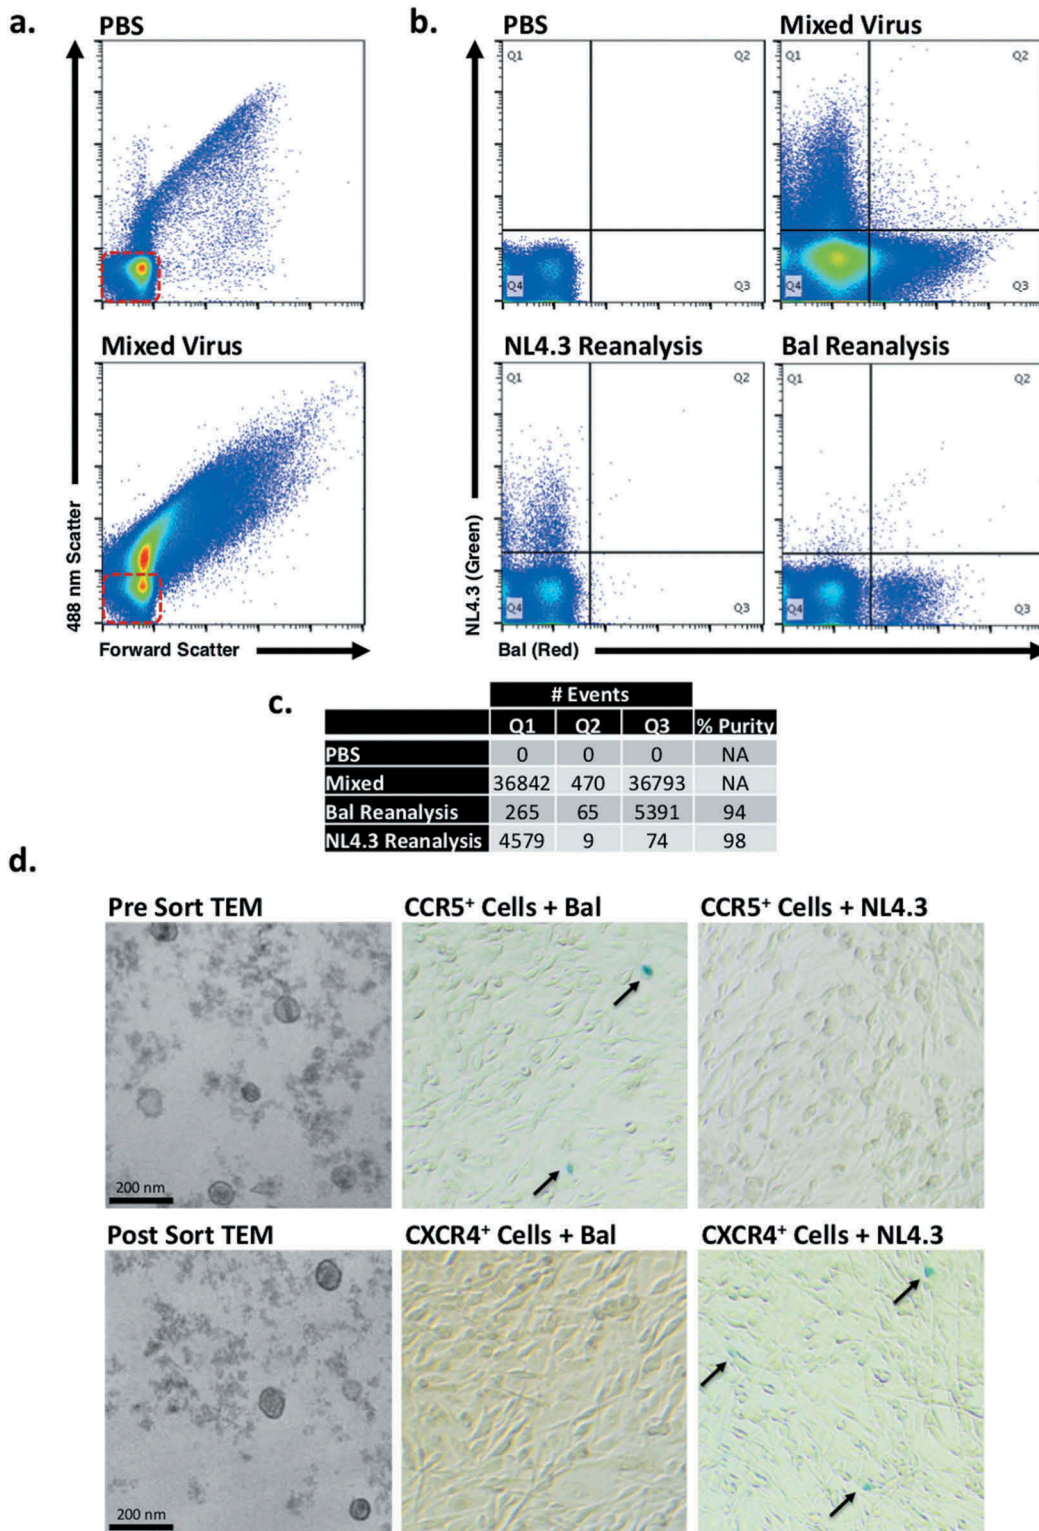 a.
PBS
Mixed Virus
488 nm Scatter
Forward Scatter
b.
PBS
Q1
Q2
Q4
Q3
Mixed Virus
Q1
Q2
Q4
Q3
NL4.3 Reanalysis
Q1
Q2
Q4
Q3
Bal Reanalysis
Q1
Q2
Q4
Q3
NL4.3 (Green)
Bal (Red)
c.
# Events
Q1 Q2 Q3 % Purity
PBS 0 0 0 NA
Mixed 36842 470 36793 NA
Bal Reanalysis 265 65 5391 94
NL4.3 Reanalysis 4579 9 74 98
d.
Pre Sort TEM
200 nm
CCR5+ Cells + Bal
CCR5+ Cells + NL4.3
Post Sort TEM
200 nm
CXCR4+ Cells + Bal
CXCR4+ Cells + NL4.3